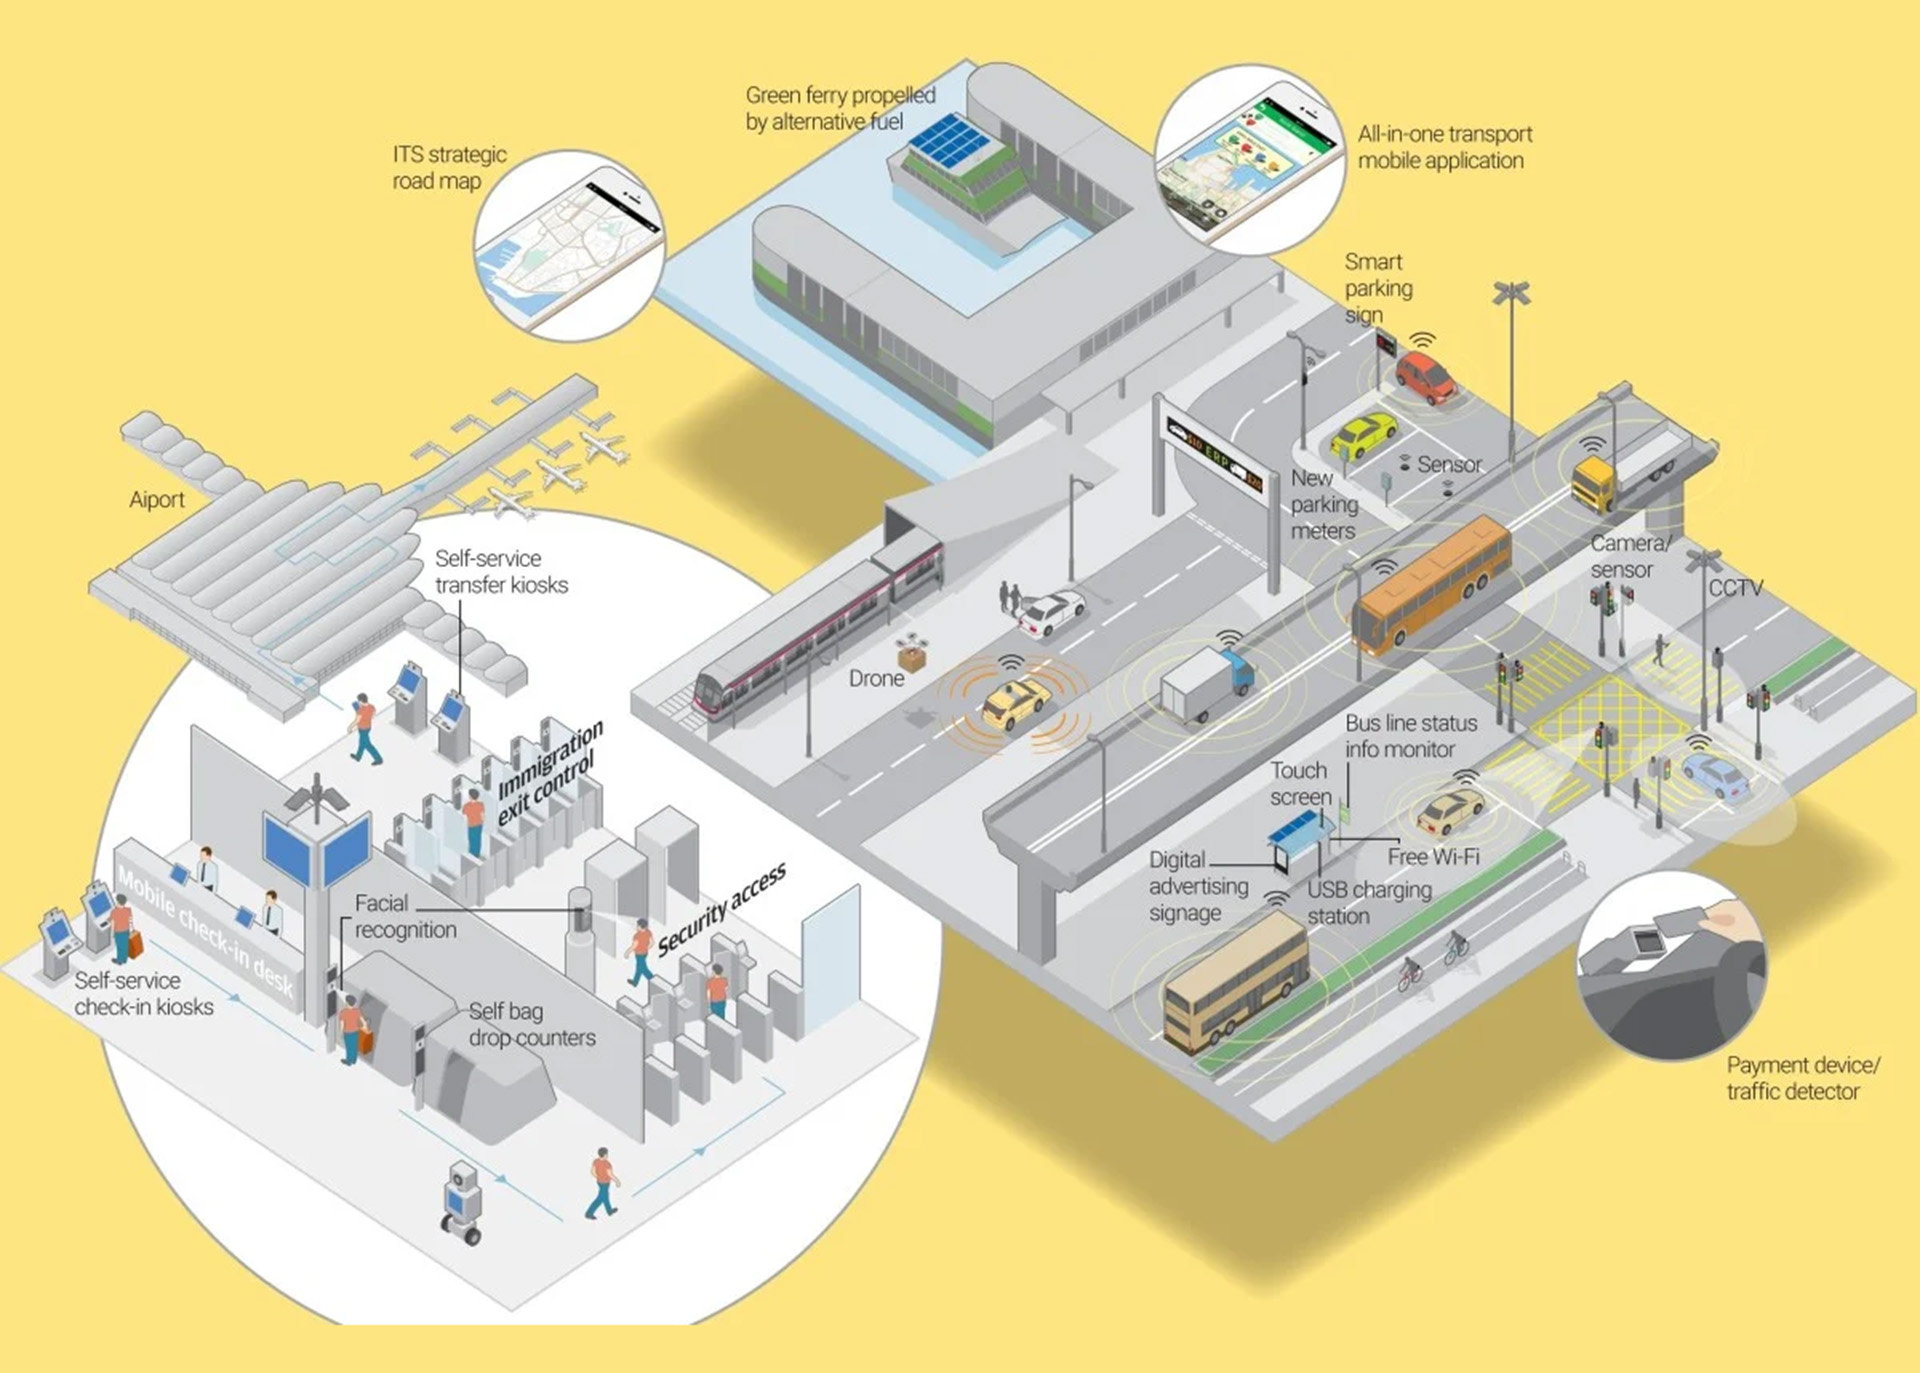 Green ferry propelled
by alternative fuel
All-in-one transport
mobile application
ITS strategic
road map
Smart
parking
sign
$10 ERP $20
Sensor
New
parking
meters
Aiport
Self-service
transfer kiosks
Camera/
sensor
CCTV
Drone
Bus line status
info monitor
Touch
screen
Free Wi-Fi
Digital
advertising
signage
USB charging
station
Immigration
exit control
Security access
Mobile check-in desk
Facial
recognition
Self-service
check-in kiosks
Self bag
drop counters
Payment device/
traffic detector